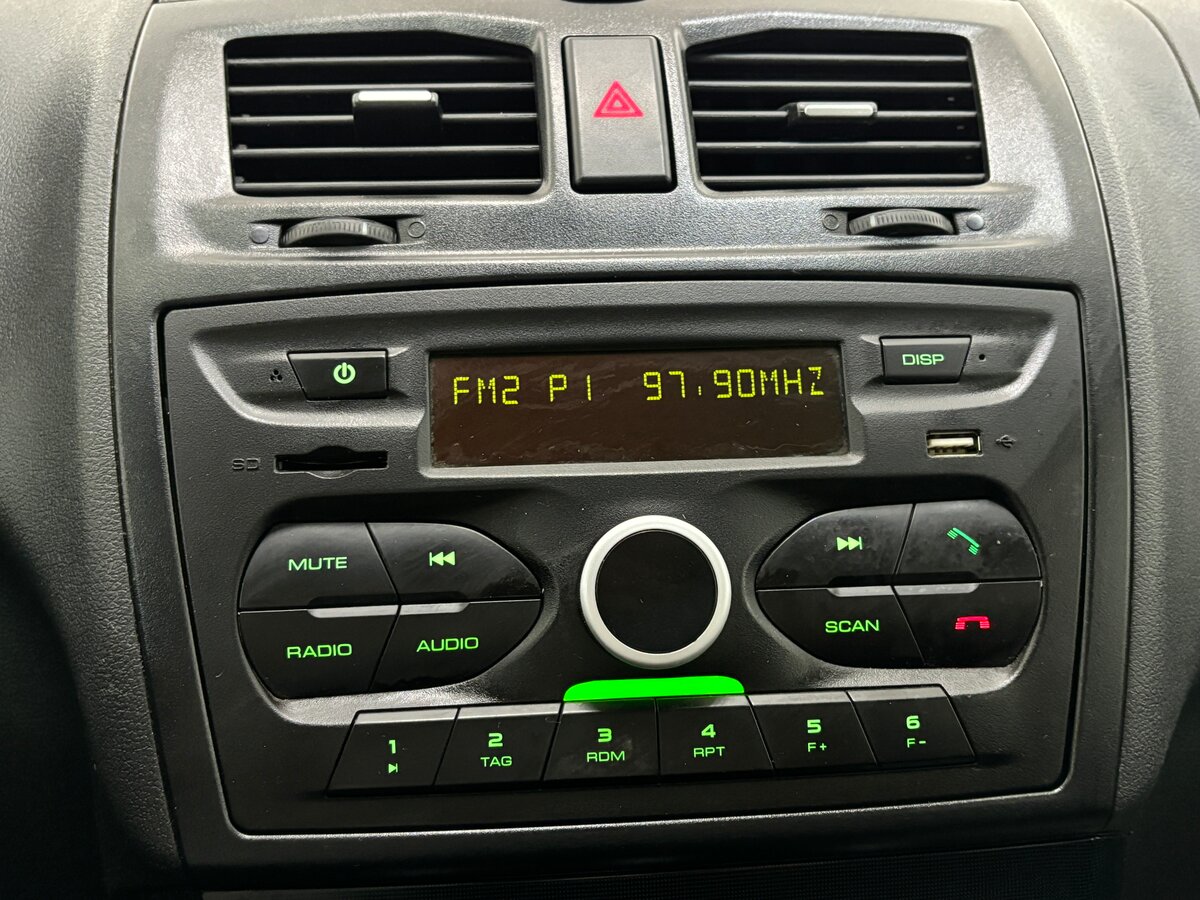 FM2 P1 97.90MHZ
DISP
SD
MUTE
RADIO
AUDIO
SCAN
1
2
TAG
3
RDM
4
RPT
5
F+
6
F-